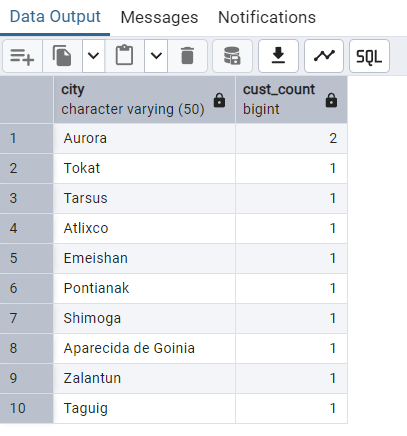 Data Output Messages Notifications
SQL
city cust_count
character varying (50) bigint
1 Aurora 2
2 Tokat 1
3 Tarsus 1
4 Atlixco 1
5 Emeishan 1
6 Pontianak 1
7 Shimoga 1
8 Aparecida de Goinia 1
9 Zalantun 1
10 Taguig 1